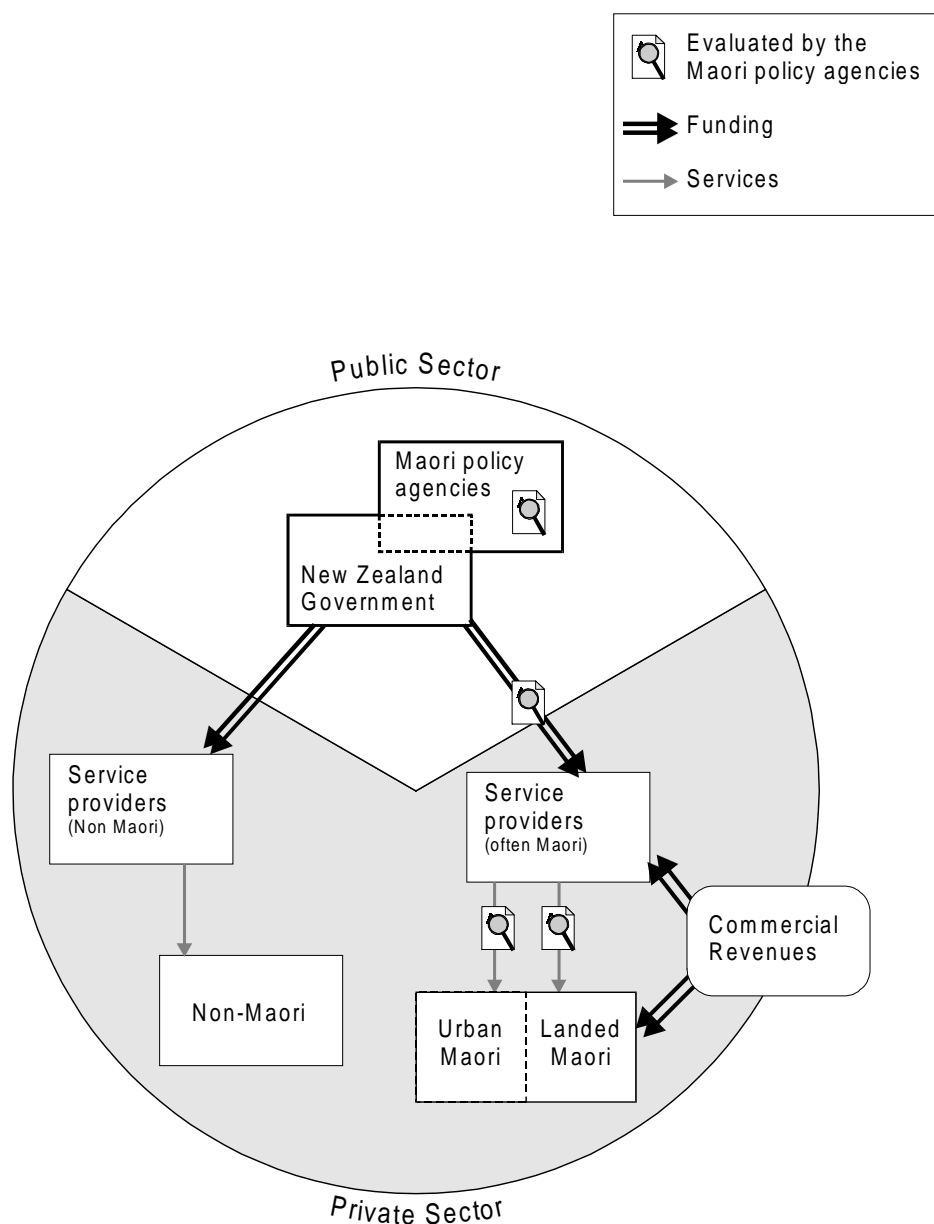 Evaluated by the
Maori policy agencies
Funding
Services
Public Sector
Maori policy
agencies
New Zealand
Government
Service
providers
(Non Maori)
Service
providers
(often Maori)
Commercial
Revenues
Non-Maori
Urban
Maori
Landed
Maori
Private Sector